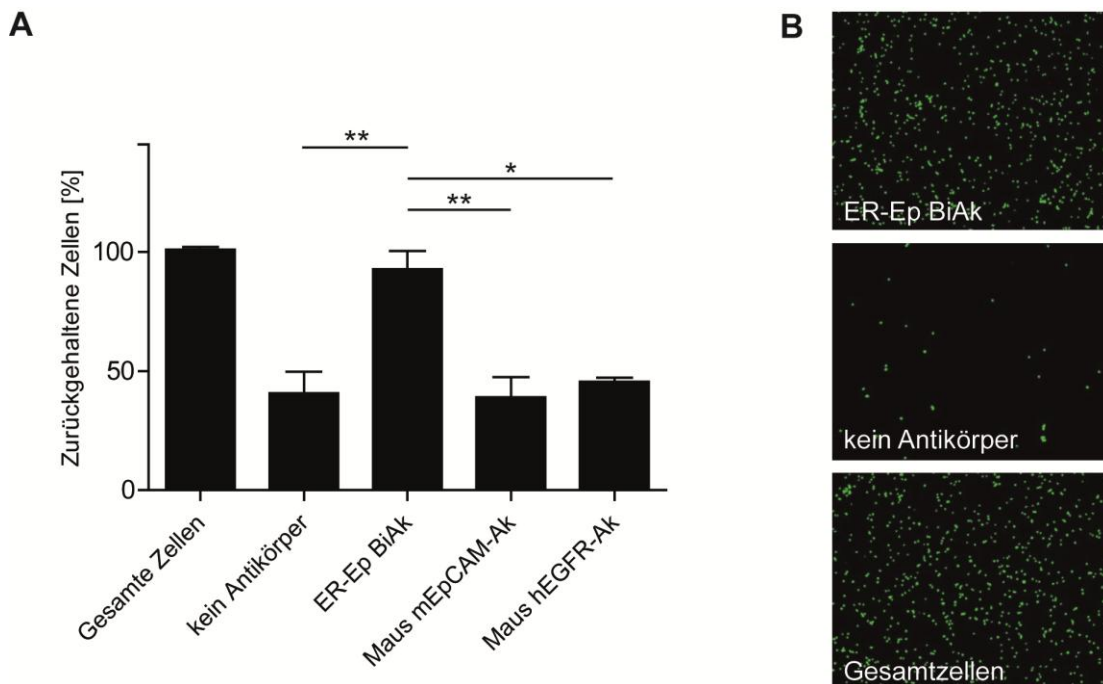 A
Zurückgehaltene Zellen [%]
100
50
0
**
*
**
Gesamte Zellen
kein Antikörper
ER-Ep BiAk
Maus mEpCAM-Ak
Maus hEGFR-Ak
B
ER-Ep BiAk
kein Antikörper
Gesamtzellen